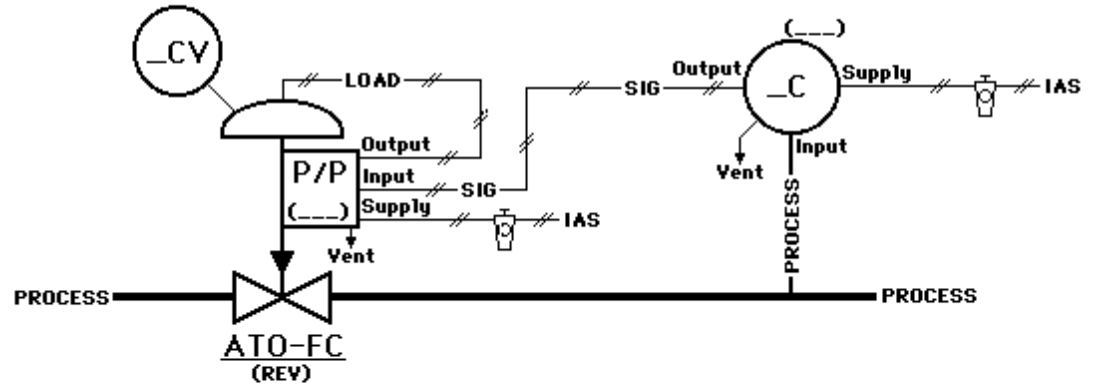 (___)
_CV
LOAD
Output
SIG
Output
_C
Supply
IAS
P/P
(___)
Output
Input
SIG
Supply
IAS
Vent
Vent
Input
PROCESS
PROCESS
PROCESS
ATO-FC
(REV)